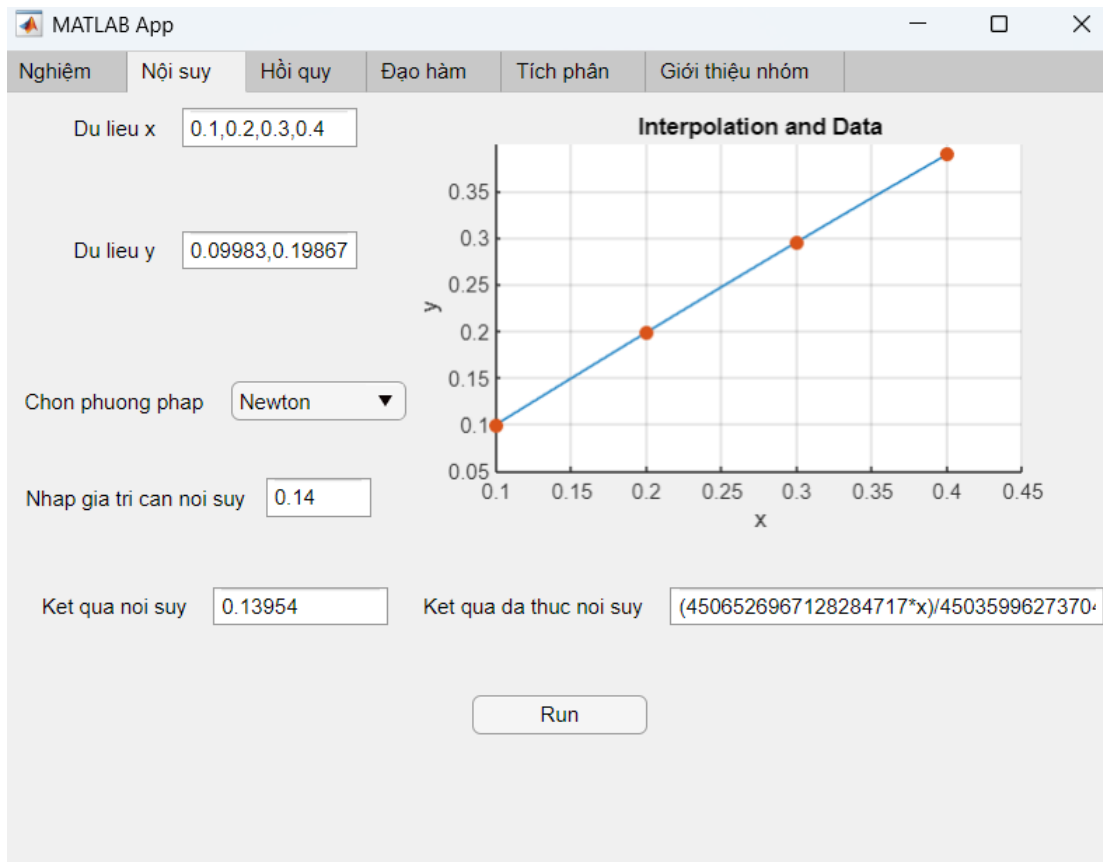 MATLAB App
Nghiệm Nội suy Hồi quy Đạo hàm Tích phân Giới thiệu nhóm
Du lieu x 0.1,0.2,0.3,0.4
Du lieu y 0.09983,0.19867
Chon phuong phap Newton
Nhap gia tri can noi suy 0.14
Interpolation and Data
0.35
0.3
0.25
0.2
0.15
0.1
0.05
y
0.1 0.15 0.2 0.25 0.3 0.35 0.4 0.45
x
Ket qua noi suy 0.13954
Ket qua da thuc noi suy (4506526967128284717*x)/45035996273704
Run